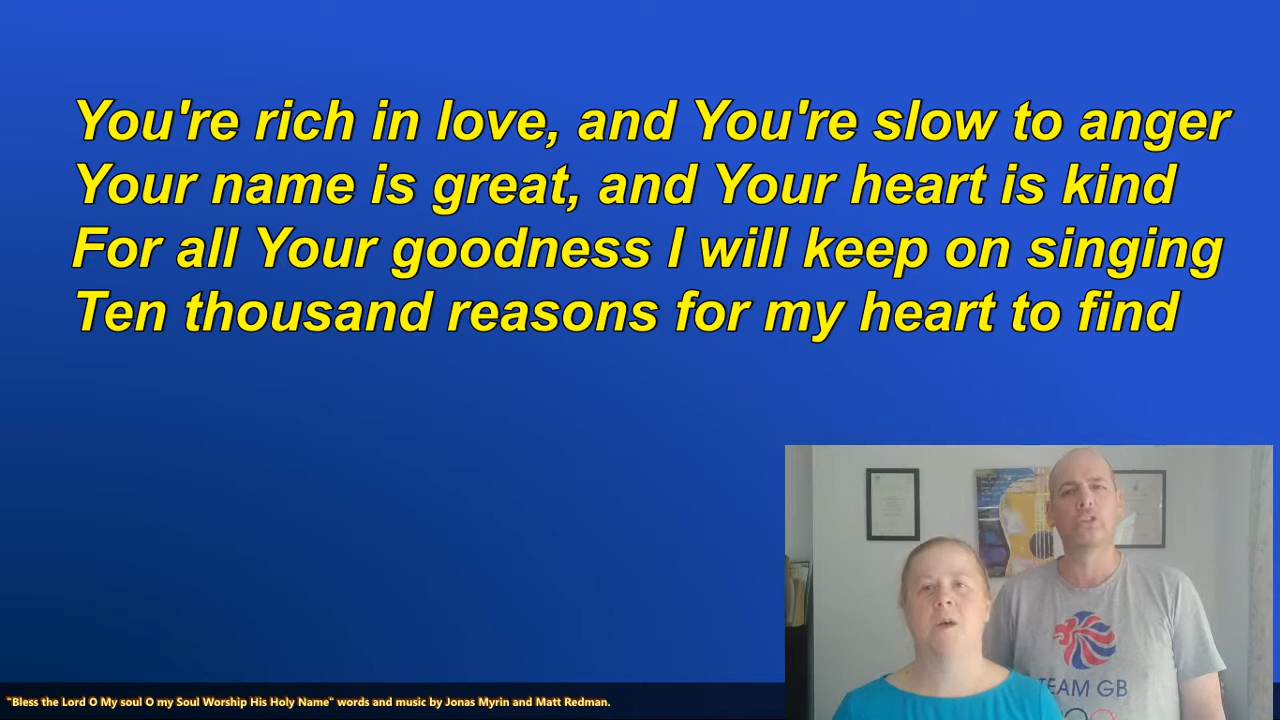 You're rich in love, and You're slow to anger
Your name is great, and Your heart is kind
For all Your goodness I will keep on singing
Ten thousand reasons for my heart to find
TEAM GB
"Bless the Lord O My soul O my Soul Worship His Holy Name" words and music by Jonas Myrin and Matt Redman.